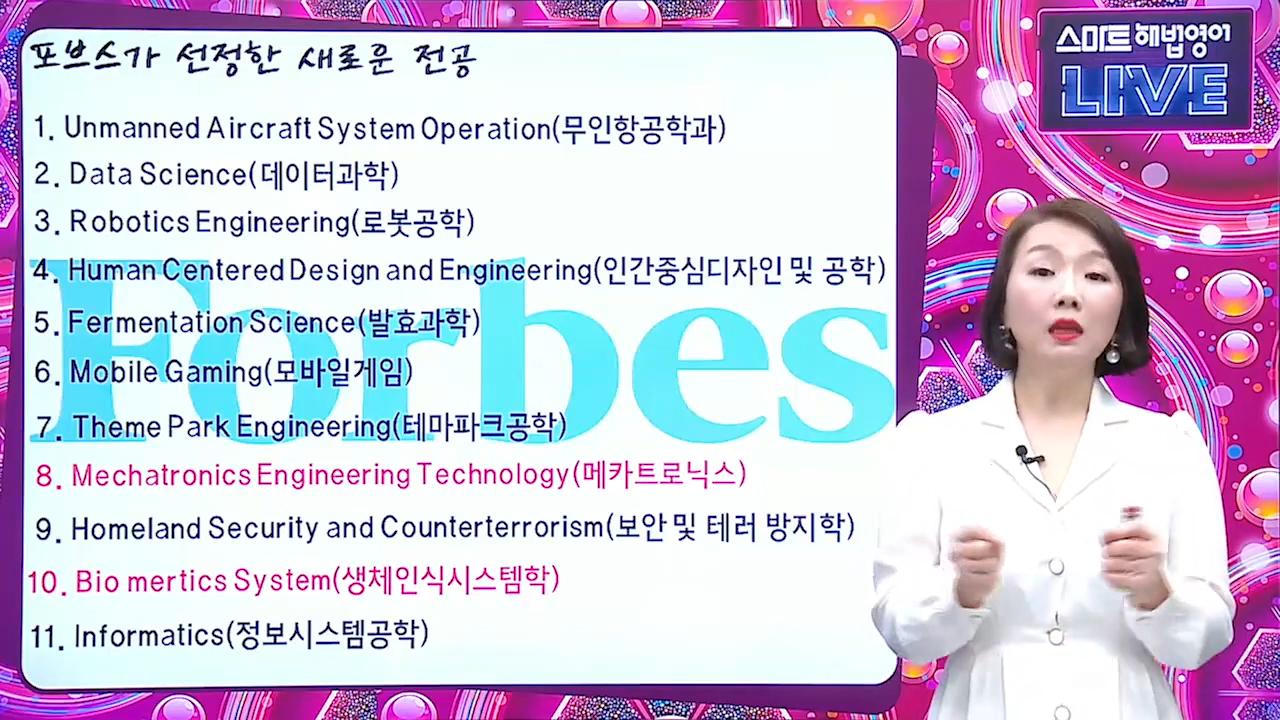 포브스가 선정한 새로운 전공
1. Unmanned Aircraft System Operation(무인항공학과)
2. Data Science(데이터과학)
3. Robotics Engineering(로봇공학)
4. Human Centered Design and Engineering(인간중심디자인 및 공학)
5. Fermentation Science(발효과학)
6. Mobile Gaming(모바일게임)
7. Theme Park Engineering(테마파크공학)
8. Mechatronics Engineering Technology(메카트로닉스)
9. Homeland Security and Counterterrorism(보안 및 테러 방지학)
10. Bio mertics System(생체인식시스템학)
11. Informatics(정보시스템공학)
Forbes
스마트해법영어
LIVE